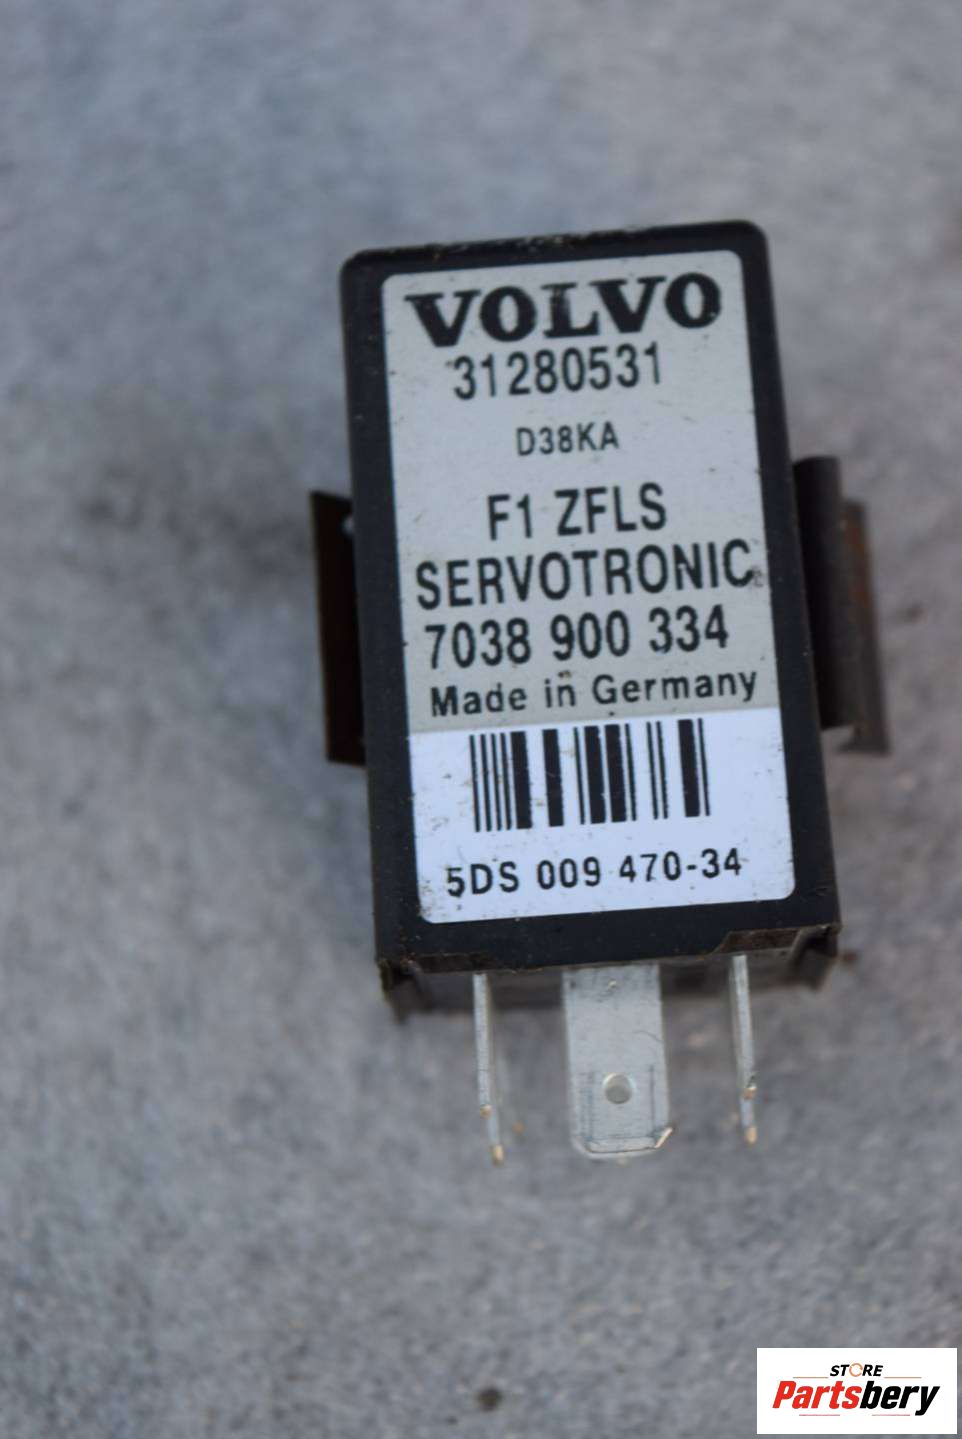 VOLVO
31280531
D38KA
F1 ZFLS
SERVOTRONIC
7038 900 334
Made in Germany
5DS 009 470-34
STORE
Partsbery